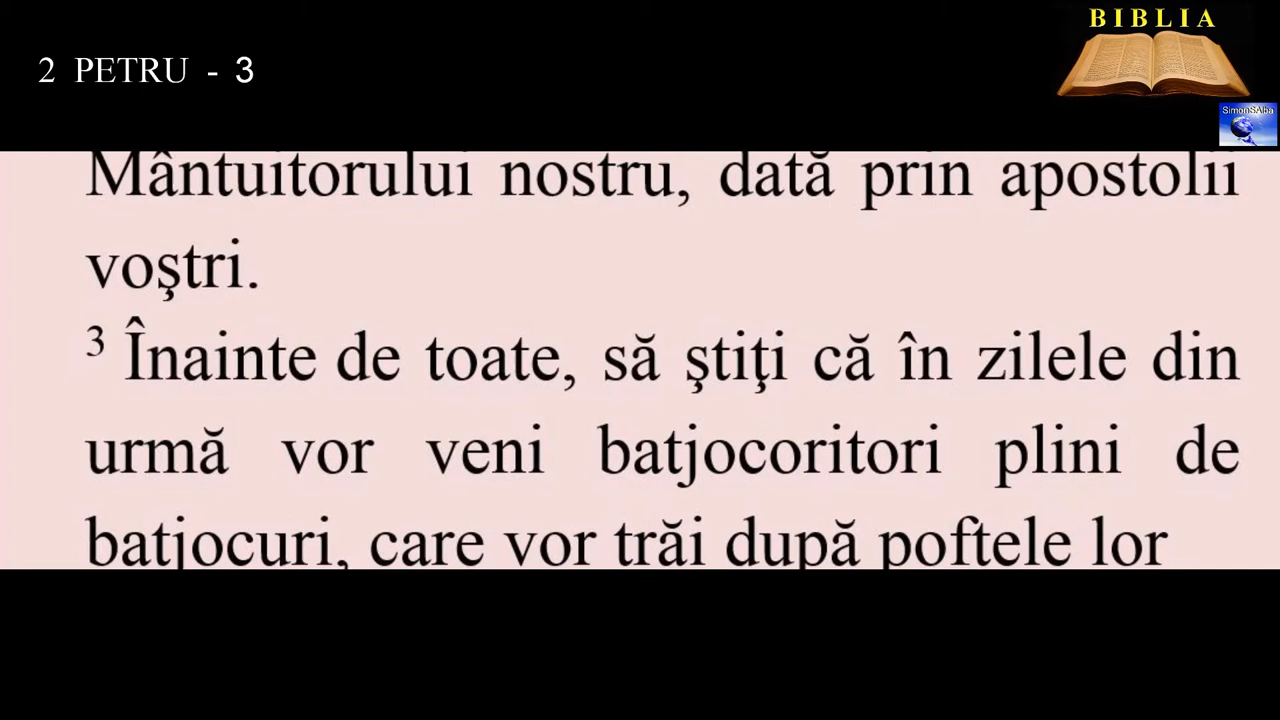 BIBLIA
2 PETRU - 3
SimonSAlba
Mântuitorului nostru, dată prin apostolii
voştri.
3 Înainte de toate, să ştiţi că în zilele din
urmă vor veni batjocoritori plini de
batjocuri, care vor trăi după poftele lor